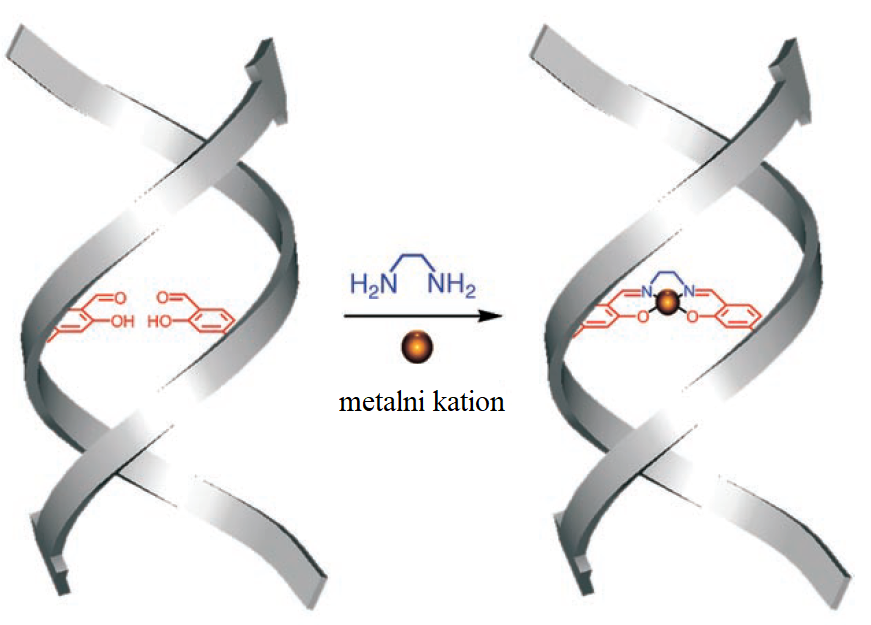 O O
OH HO
H₂N NH₂
metalni kation
N N
O O